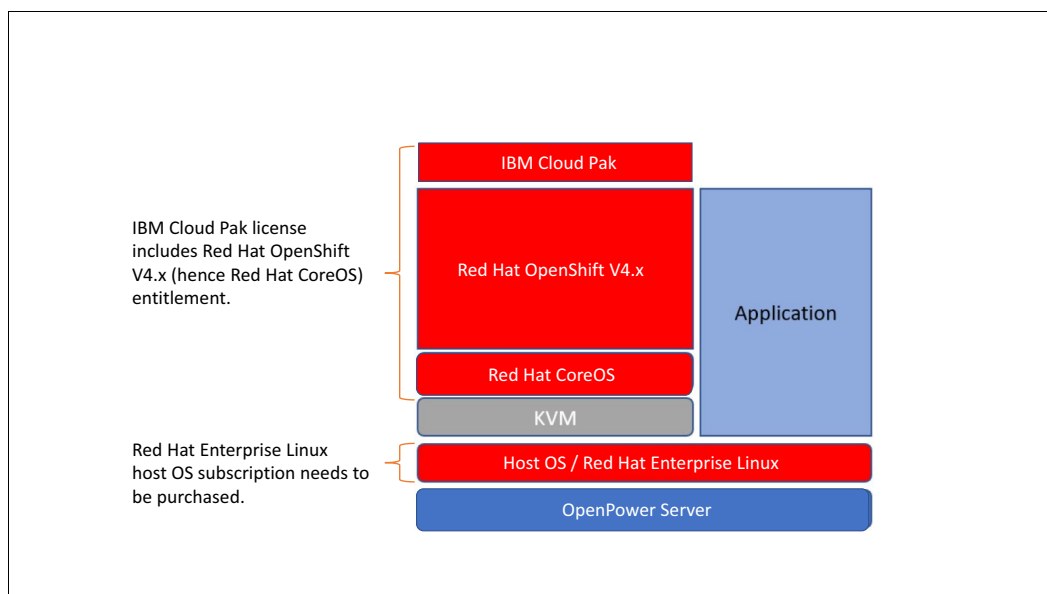 IBM Cloud Pak
IBM Cloud Pak license
includes Red Hat OpenShift
V4.x (hence Red Hat CoreOS)
entitlement.
Red Hat OpenShift V4.x
Application
Red Hat CoreOS
KVM
Red Hat Enterprise Linux
host OS subscription needs to
be purchased.
Host OS / Red Hat Enterprise Linux
OpenPower Server